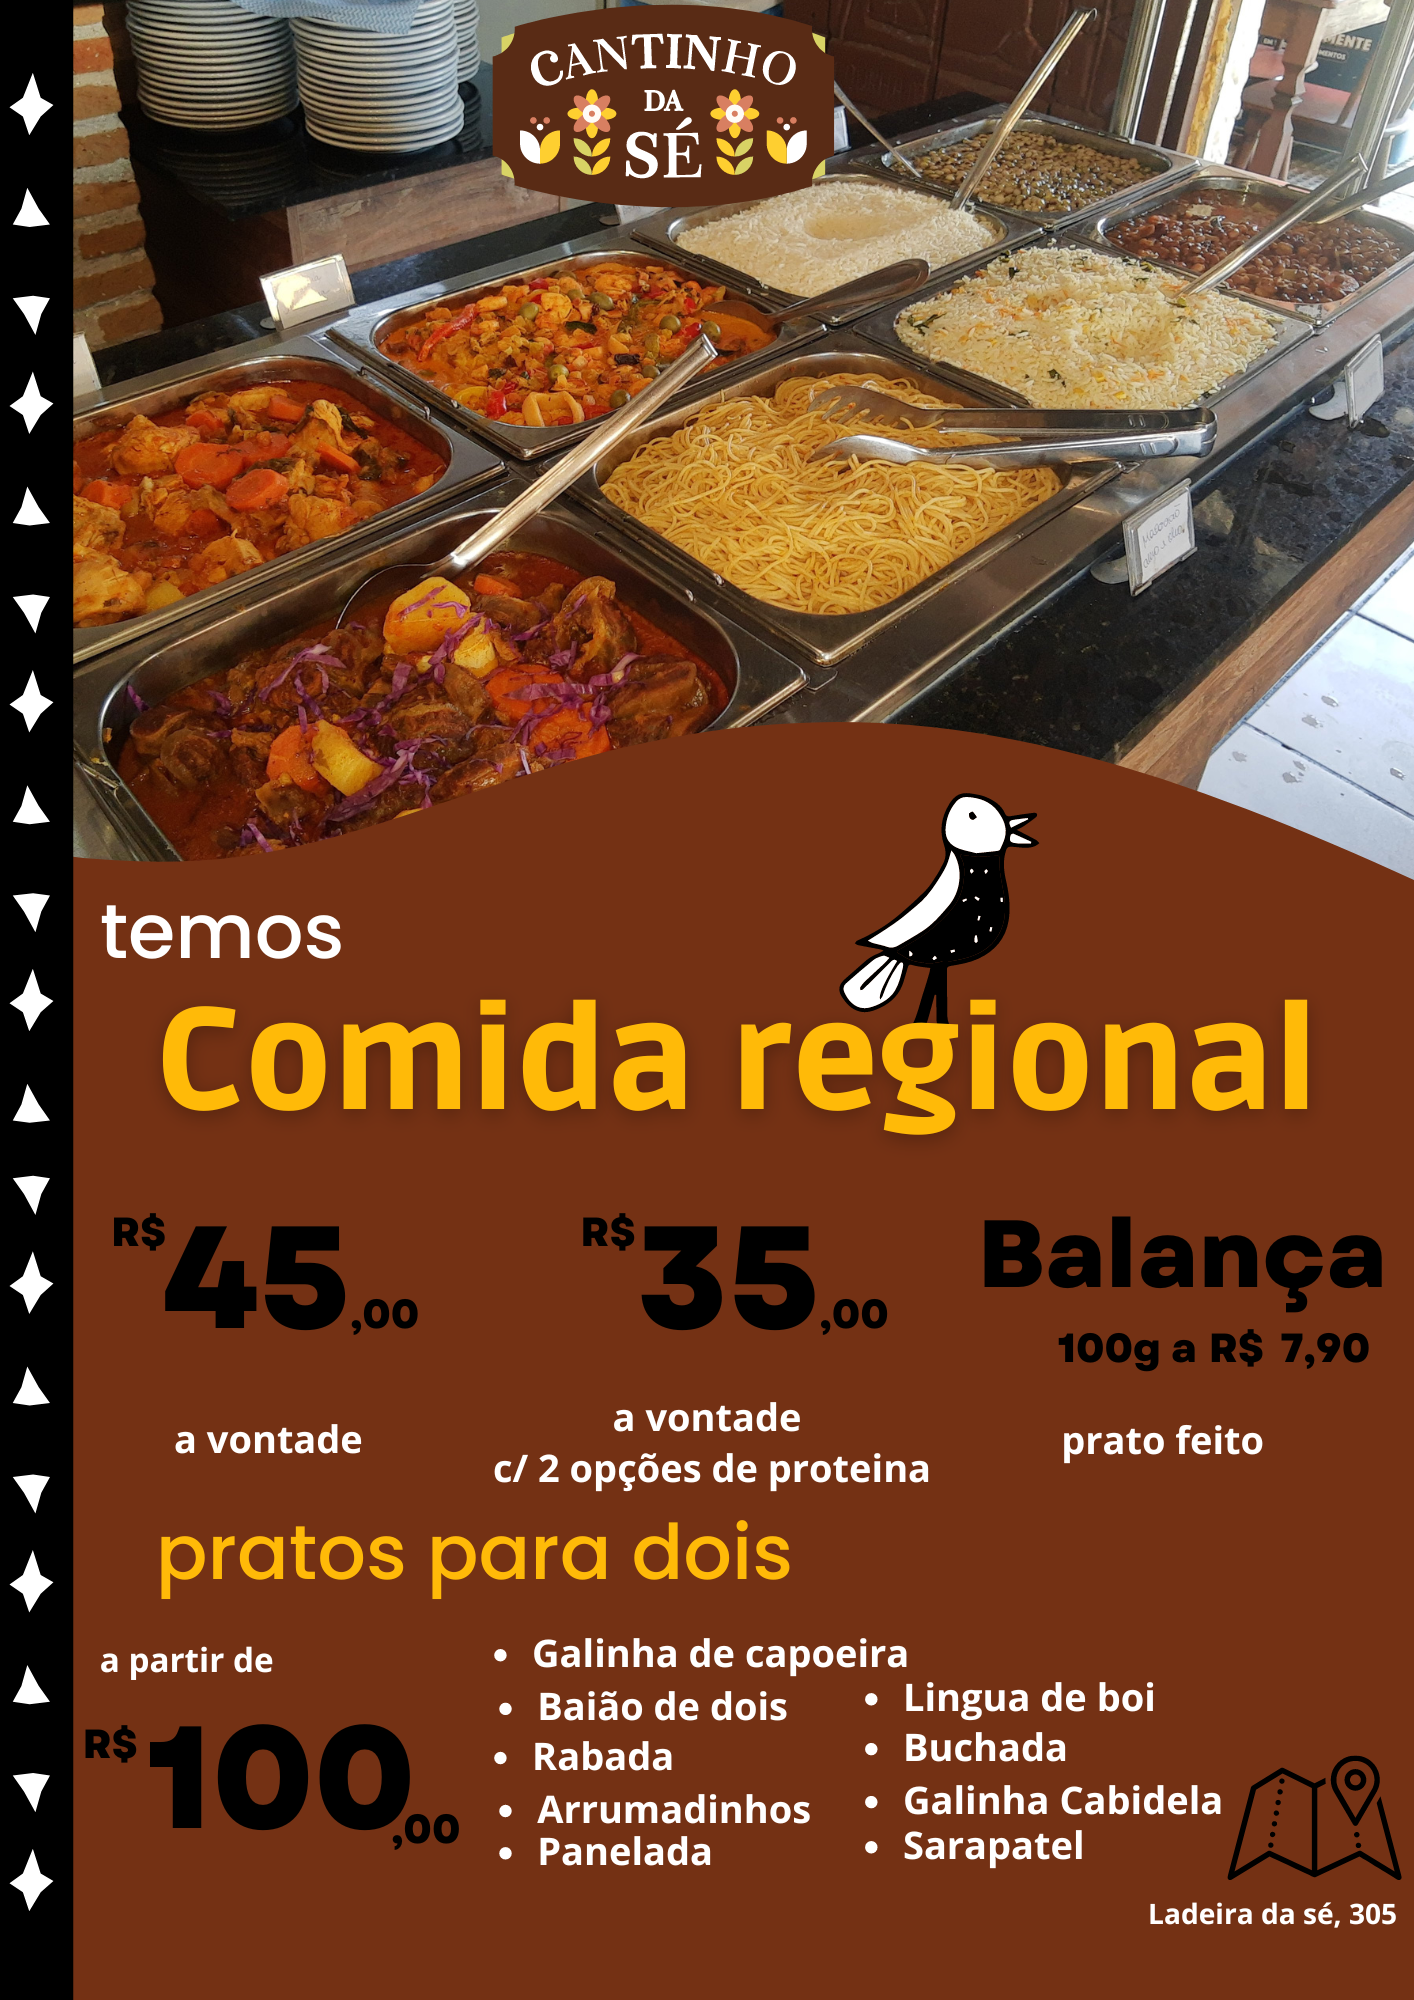 CANTINHO
DA
SÉ
temos
Comida regional
R$ 45,00
a vontade
R$ 35,00
a vontade
c/ 2 opções de proteina
Balança
100g a R$ 7,90
prato feito
pratos para dois
a partir de
R$ 100,00
• Galinha de capoeira
• Baião de dois
• Rabada
• Arrumadinhos
• Panelada
• Lingua de boi
• Buchada
• Galinha Cabidela
• Sarapatel
Ladeira da sé, 305